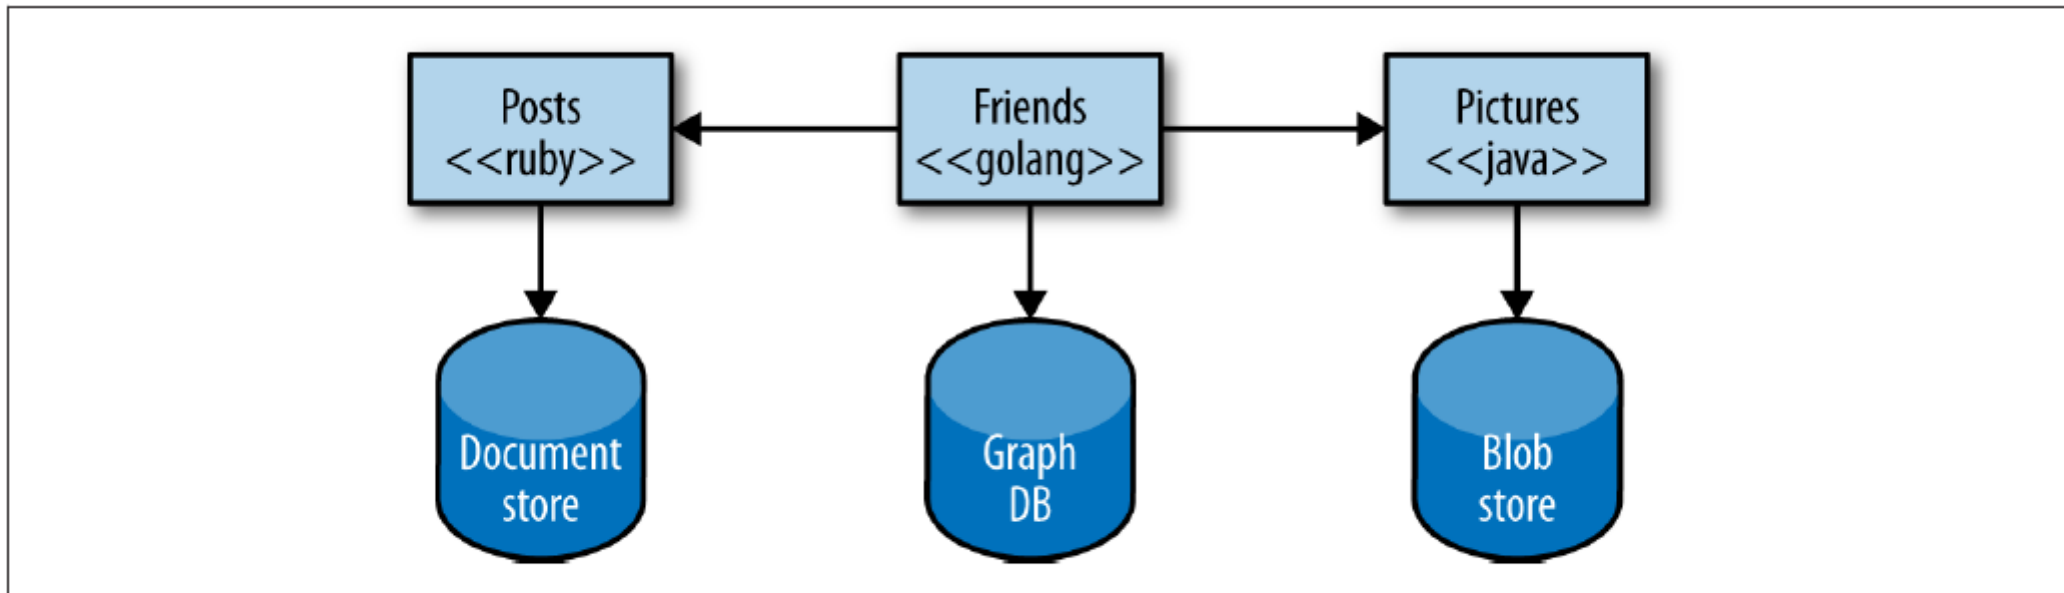 Posts
<<ruby>>
Friends
<<golang>>
Pictures
<<java>>
Document
store
Graph
DB
Blob
store